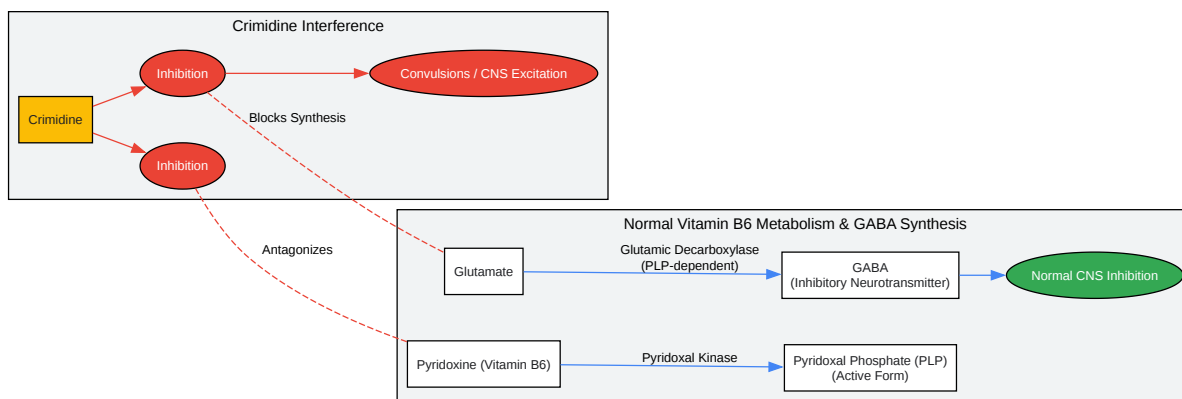 Crimidine Interference
Inhibition
Convulsions / CNS Excitation
Blocks Synthesis
Crimidine
Inhibition
Antagonizes
Normal Vitamin B6 Metabolism & GABA Synthesis
Glutamate
Glutamic Decarboxylase
(PLP-dependent)
GABA
(Inhibitory Neurotransmitter)
Normal CNS Inhibition
Pyridoxine (Vitamin B6)
Pyridoxal Kinase
Pyridoxal Phosphate (PLP)
(Active Form)